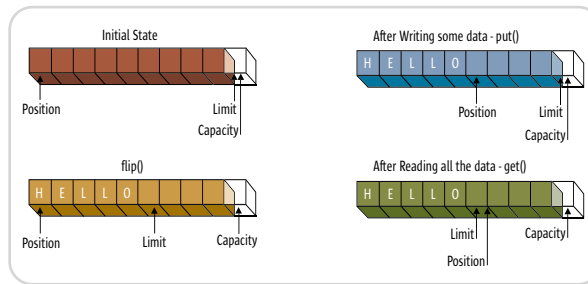 Initial State
Position
Limit
Capacity
After Writing some data - put()
H E L L O
Position
Limit
Capacity
flip()
H E L L O
Position
Limit
Capacity
After Reading all the data - get()
H E L L O
Limit
Position
Capacity